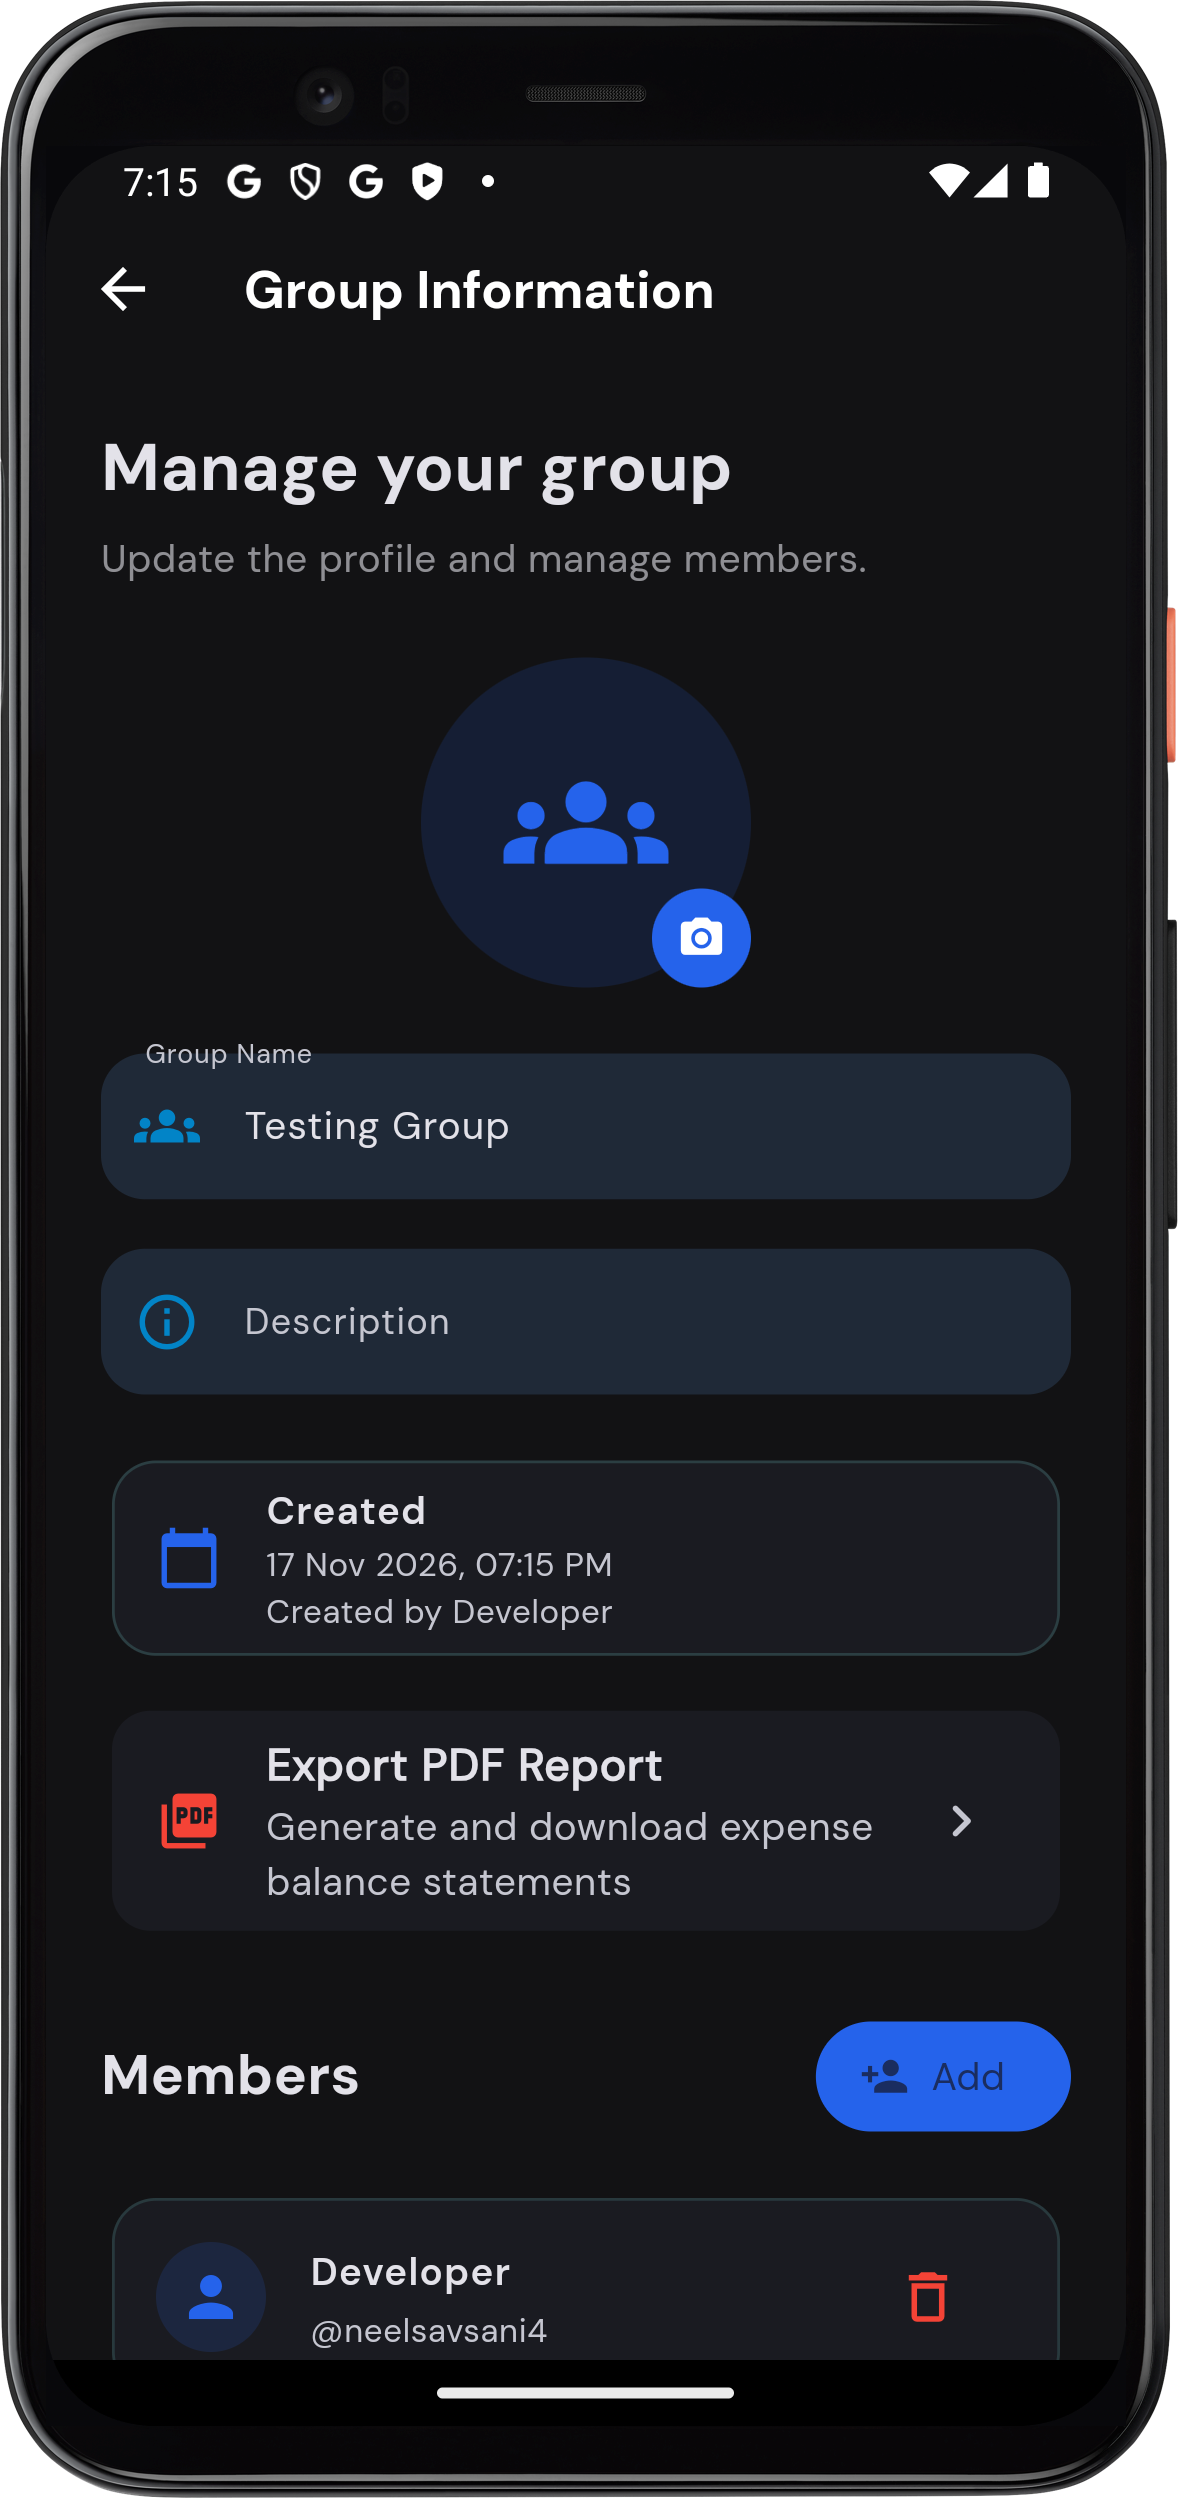 7:15
Group Information
Manage your group
Update the profile and manage members.
Group Name
Testing Group
Description
Created
17 Nov 2026, 07:15 PM
Created by Developer
Export PDF Report
PDF
Generate and download expense
balance statements
Members
Add
Developer
@neelsavsani4